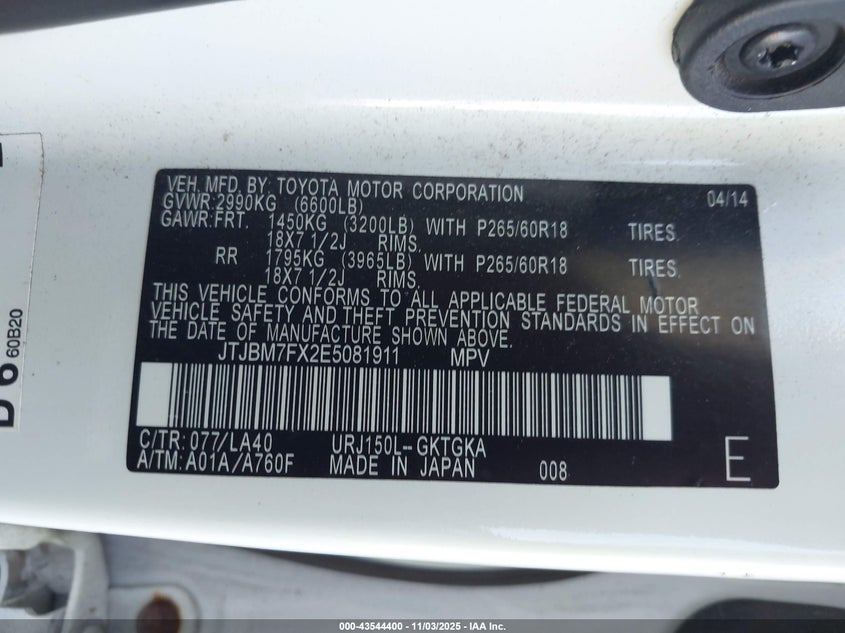 VEH. MFD. BY: TOYOTA MOTOR CORPORATION 04/14
GVWR: 2990KG (6600LB)
GAWR: FRT. 1450KG (3200LB) WITH P265/60R18 TIRES.
18X7 1/2J RIMS.
RR 1795KG (3965LB) WITH P265/60R18 TIRES.
18X7 1/2J RIMS.
THIS VEHICLE CONFORMS TO ALL APPLICABLE FEDERAL MOTOR
VEHICLE SAFETY AND THEFT PREVENTION STANDARDS IN EFFECT ON
THE DATE OF MANUFACTURE SHOWN ABOVE.
JTJBM7FX2E5081911 MPV
C/TR: 077/LA40 URJ150L--GKTGKA
A/TM: A01A/A760F MADE IN JAPAN 008 E
60B20
000-43544400 - 11/03/2025 - IAA Inc.